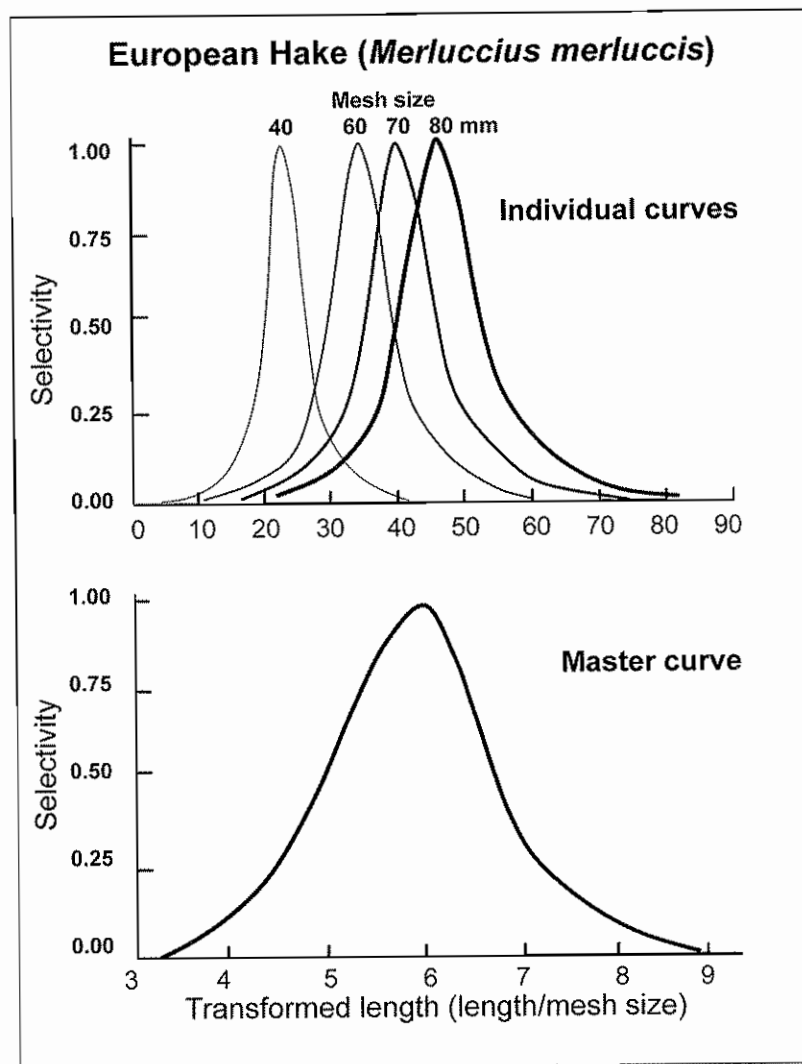 European Hake (Merluccius merluccis)
Mesh size
40 60 70 80 mm
1.00
0.75
0.50
0.25
0.00
Selectivity
Individual curves
0 10 20 30 40 50 60 70 80 90
1.00
0.75
0.50
0.25
0.00
Selectivity
Master curve
3 4 5 6 7 8 9
Transformed length (length/mesh size)